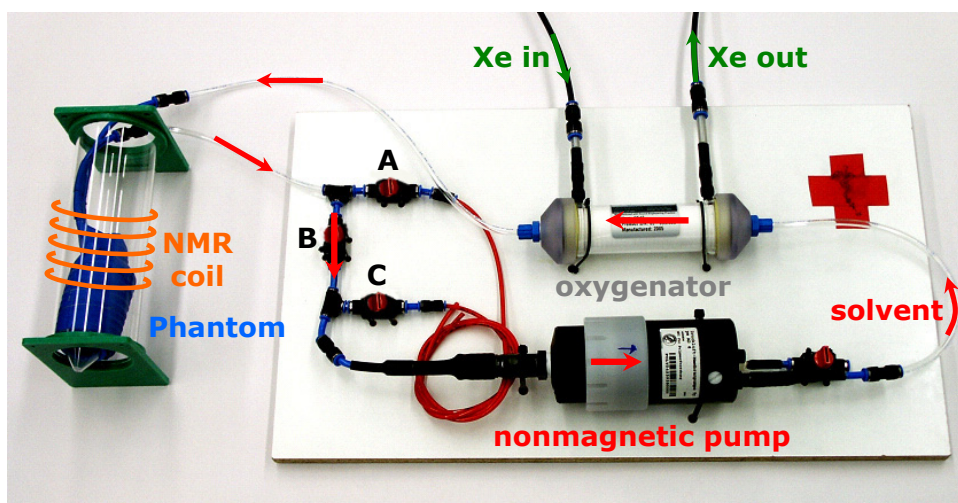 Xe in
Xe out
A
B
NMR
coil
C
oxygenator
solvent
Phantom
nonmagnetic pump